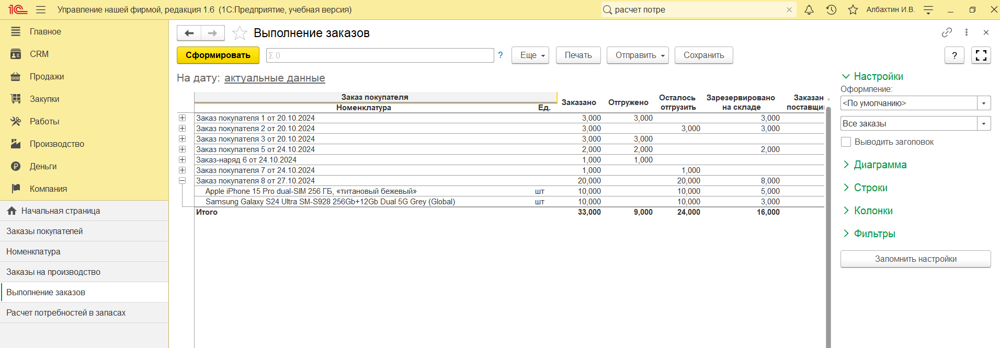 1С Управление нашей фирмой, редакция 1.6 (1С:Предприятие, учебная версия) расчет потре × Албахтин И.В.
Главное
CRM
Продажи
Закупки
Работы
Производство
Деньги
Компания
Начальная страница
Заказы покупателей
Номенклатура
Заказы на производство
Выполнение заказов
Расчет потребностей в запасах
Выполнение заказов
Сформировать Σ 0 ? Еще Печать Отправить Сохранить ?
На дату: актуальные данные
Заказ покупателя Заказано Отгружено Осталось отгрузить Зарезервировано на складе Заказан поставщи
Номенклатура Ед.
Заказ покупателя 1 от 20.10.2024 3,000 3,000 3,000
Заказ покупателя 2 от 20.10.2024 3,000 3,000 3,000
Заказ покупателя 3 от 20.10.2024 3,000 3,000
Заказ покупателя 5 от 24.10.2024 2,000 2,000 2,000
Заказ-наряд 6 от 24.10.2024 1,000 1,000
Заказ покупателя 7 от 24.10.2024 1,000 1,000
Заказ покупателя 8 от 27.10.2024 20,000 20,000 8,000
Apple iPhone 15 Pro dual-SIM 256 ГБ, «титановый бежевый» шт 10,000 10,000 5,000
Samsung Galaxy S24 Ultra SM-S928 256Gb+12Gb Dual 5G Grey (Global) шт 10,000 10,000 3,000
Итого 33,000 9,000 24,000 16,000
Настройки
Оформление:
<По умолчанию>
Все заказы
Выводить заголовок
Диаграмма
Строки
Колонки
Фильтры
Запомнить настройки